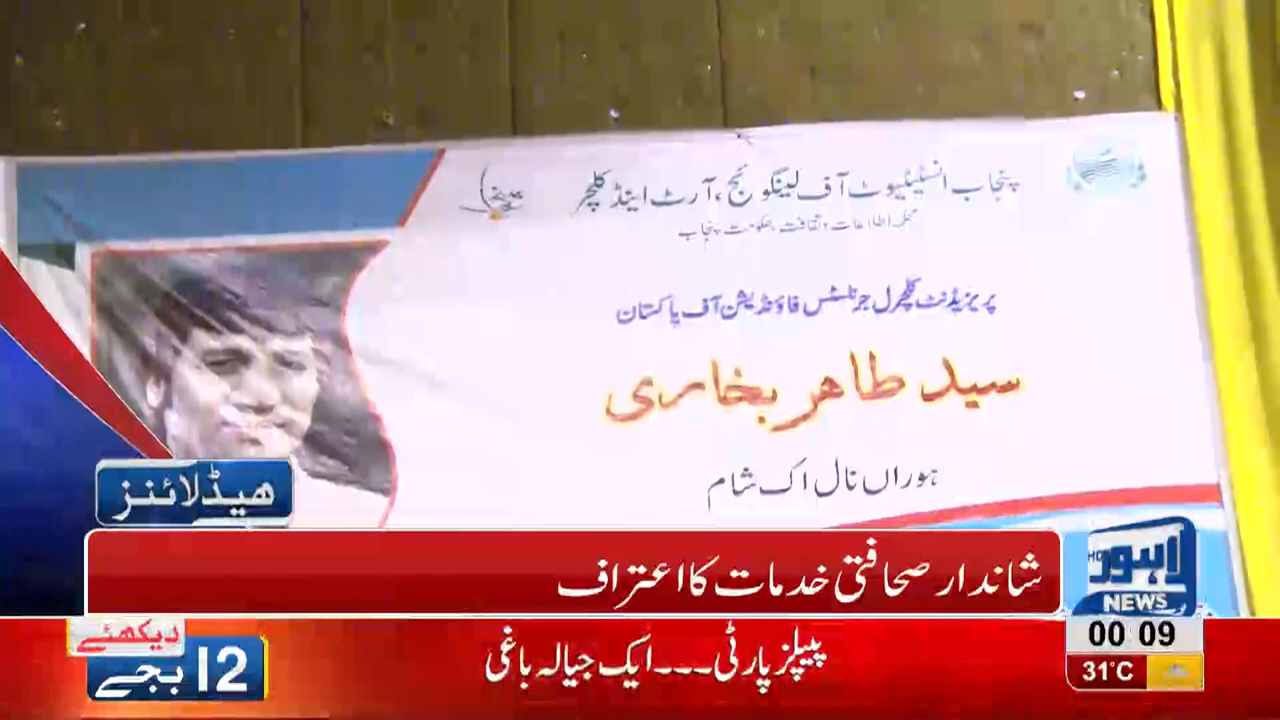 پنجاب انسٹیٹیوٹ آف لینگوئج، آرٹ اینڈ کلچر
محکمہ اطلاعات و ثقافت حکومت پنجاب
پریزیڈنٹ کلچرل جرنلسٹس فاؤنڈیشن آف پاکستان
سید طاہر بخاری
ہوراں نال اک شام
ہیڈلائنز
شاندار صحافتی خدمات کا اعتراف
HD لاہور
NEWS
00 09
31°C
دیکھئے
12 بجے
پیپلز پارٹی۔۔۔ایک جیالہ باغی